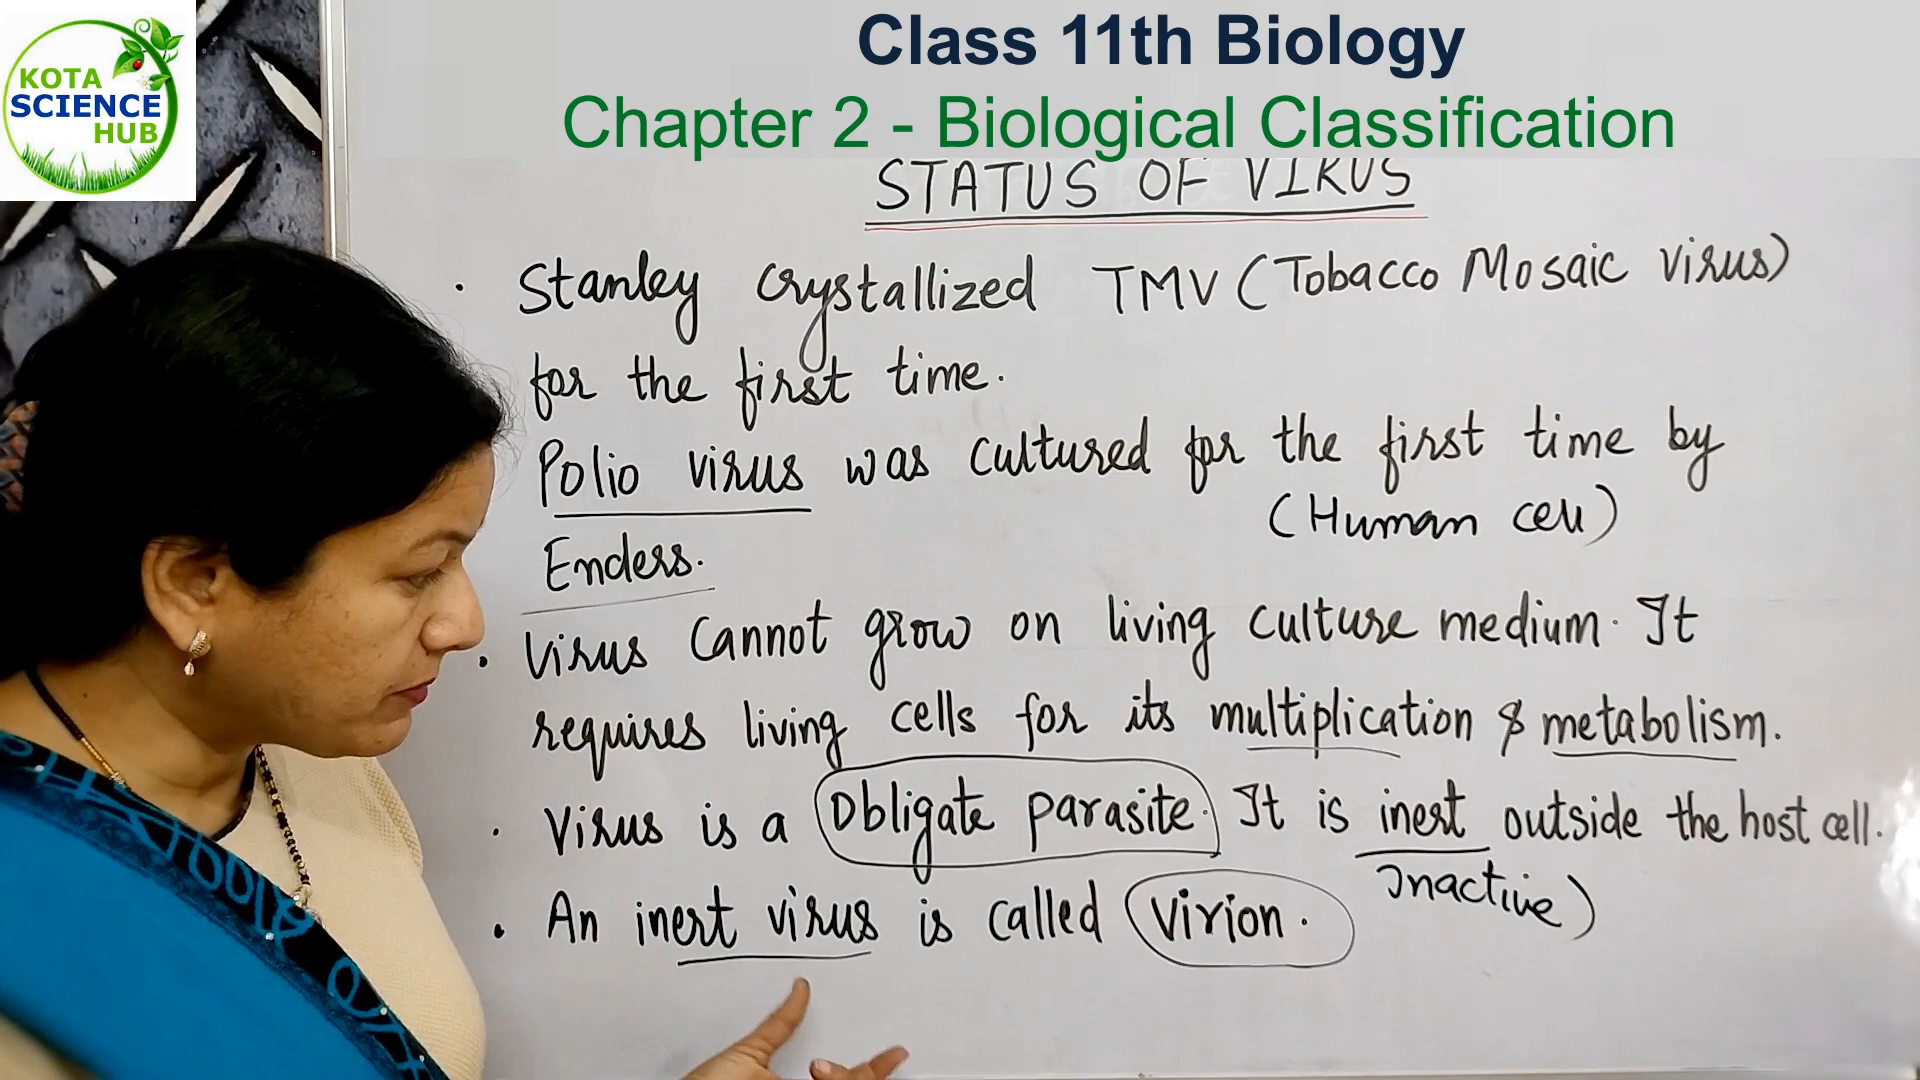 KOTA
SCIENCE
HUB
Class 11th Biology
Chapter 2 - Biological Classification
STATUS OF VIRUS
· Stanley crystallized TMV (Tobacco Mosaic virus)
for the first time.
Polio virus was cultured for the first time by
(Human cell)
Enders.
· Virus cannot grow on living culture medium. It
requires living cells for its multiplication & metabolism.
· Virus is a Obligate parasite. It is inert outside the host cell.
Inactive)
· An inert virus is called virion.